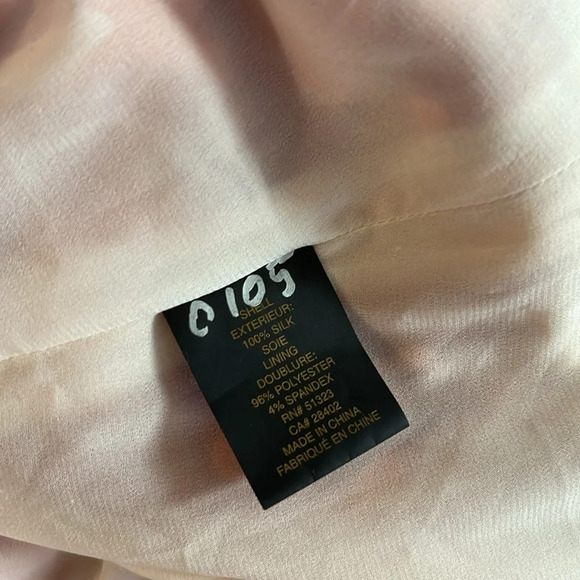 0105
SHELL
EXTERIEUR:
100% SILK
SOIE
LINING
DOUBLURE:
96% POLYESTER
4% SPANDEX
RN# 51323
CA# 28402
MADE IN CHINA
FABRIQUÉ EN CHINE